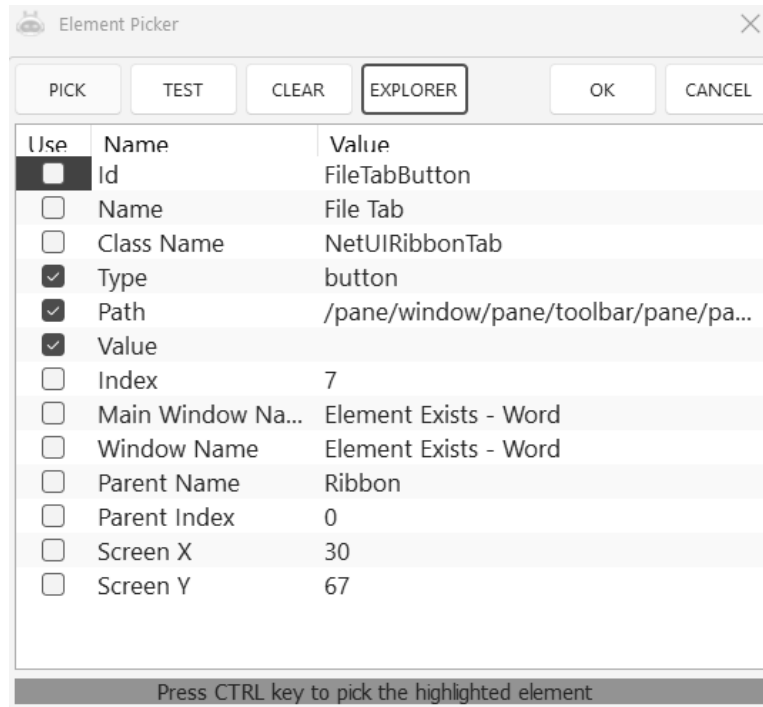 Element Picker
PICK TEST CLEAR EXPLORER OK CANCEL
Use Name Value
Id FileTabButton
Name File Tab
Class Name NetUIRibbonTab
Type button
Path /pane/window/pane/toolbar/pane/pa...
Value
Index 7
Main Window Na... Element Exists - Word
Window Name Element Exists - Word
Parent Name Ribbon
Parent Index 0
Screen X 30
Screen Y 67
Press CTRL key to pick the highlighted element